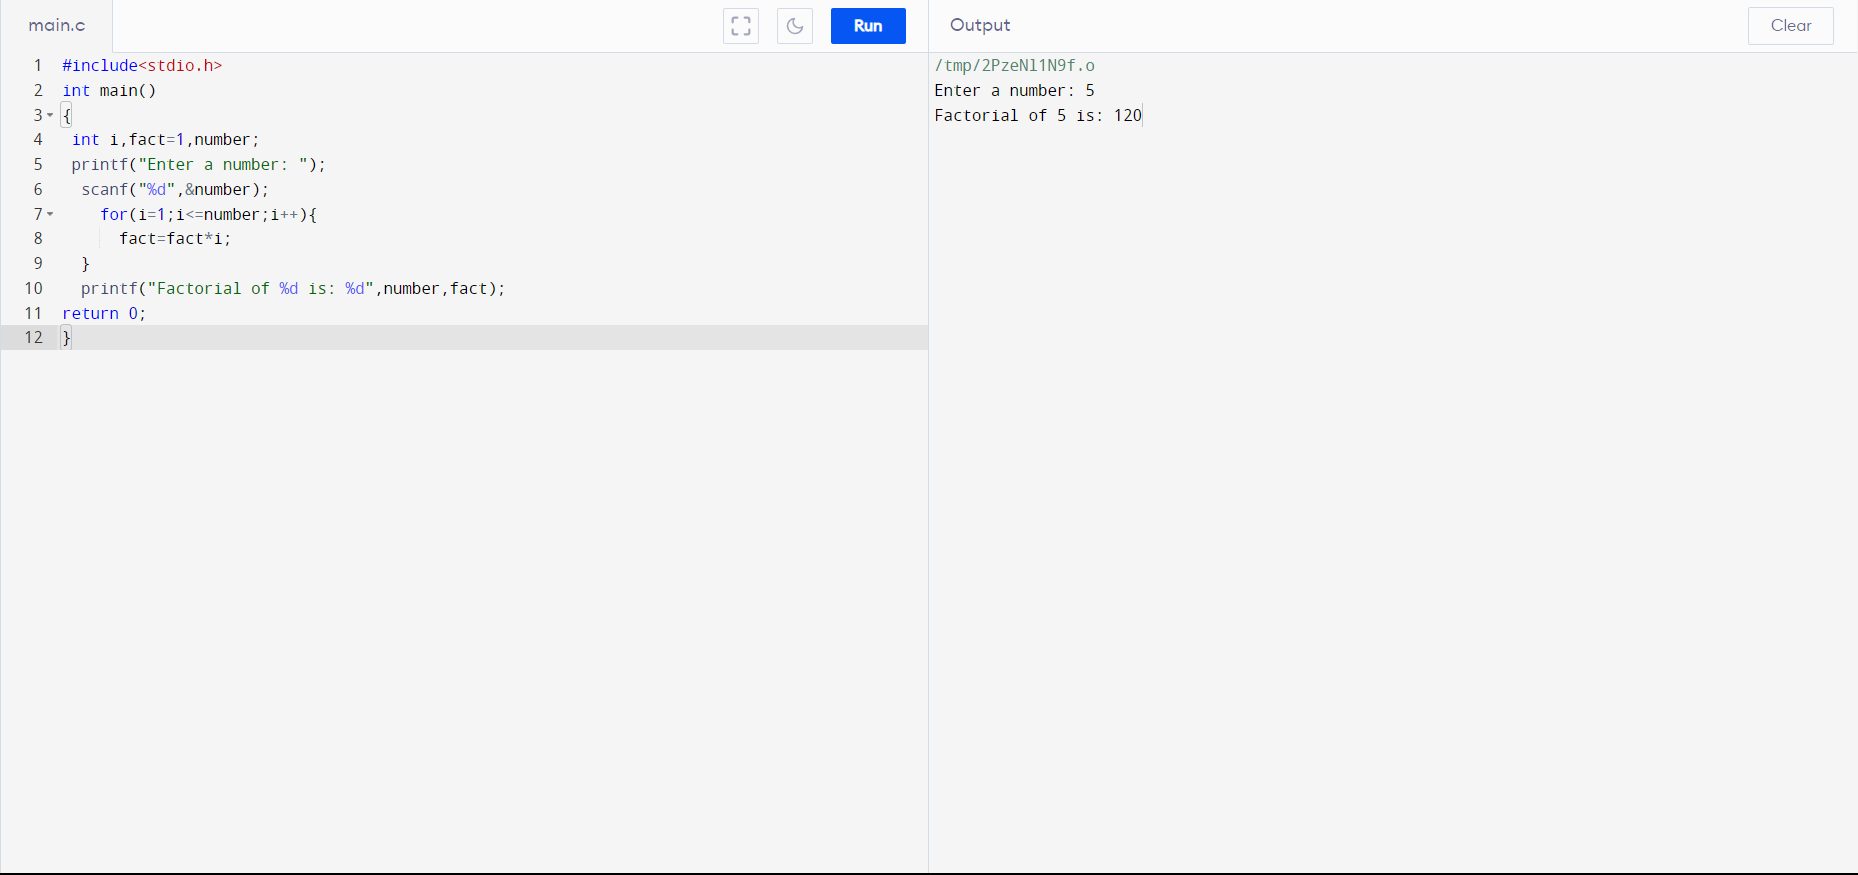 main.c
Run
1 #include<stdio.h>
2 int main()
3 {
4  int i,fact=1,number;
5  printf("Enter a number: ");
6   scanf("%d",&number);
7     for(i=1;i<=number;i++){
8       fact=fact*i;
9   }
10   printf("Factorial of %d is: %d",number,fact);
11 return 0;
12 }
Output
Clear
/tmp/2PzeNl1N9f.o
Enter a number: 5
Factorial of 5 is: 120